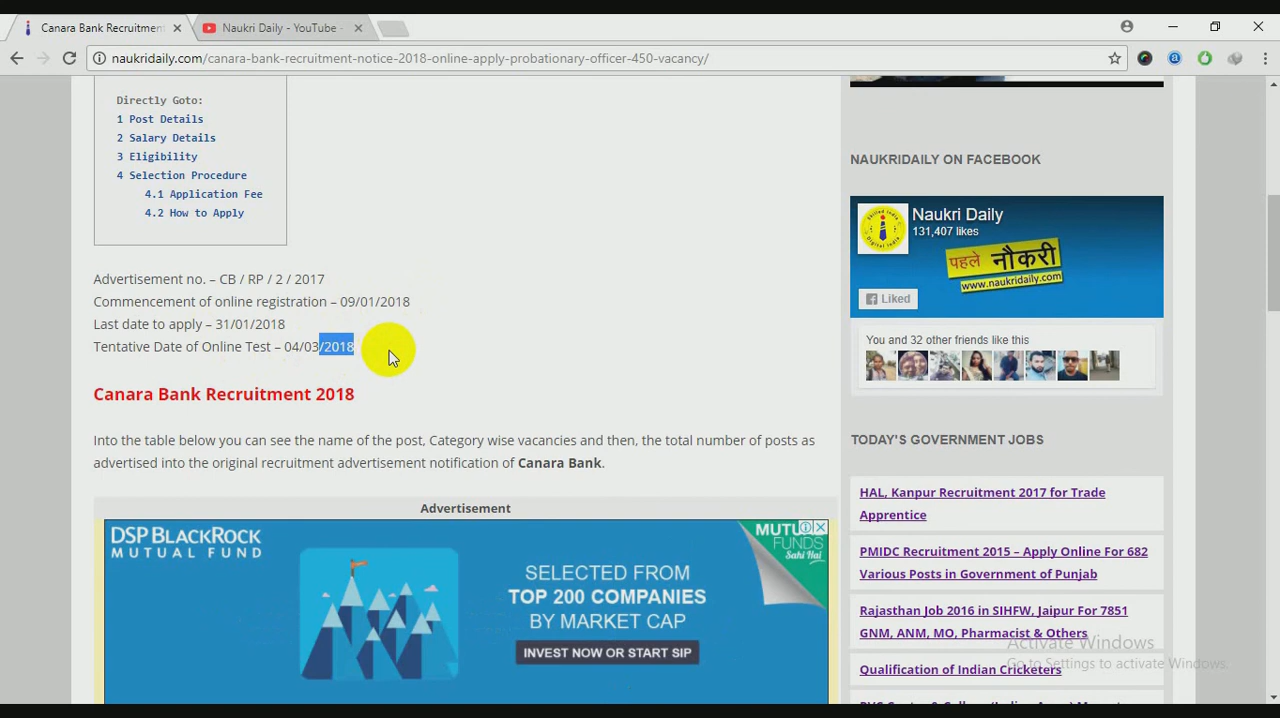 Canara Bank Recruitment
Naukri Daily - YouTube
naukridaily.com/canara-bank-recruitment-notice-2018-online-apply-probationary-officer-450-vacancy/
Directly Goto:
1 Post Details
2 Salary Details
3 Eligibility
4 Selection Procedure
4.1 Application Fee
4.2 How to Apply
Advertisement no. – CB / RP / 2 / 2017
Commencement of online registration – 09/01/2018
Last date to apply – 31/01/2018
Tentative Date of Online Test – 04/03/2018
Canara Bank Recruitment 2018
Into the table below you can see the name of the post, Category wise vacancies and then, the total number of posts as
advertised into the original recruitment advertisement notification of Canara Bank.
Advertisement
DSP BLACKROCK
MUTUAL FUND
SELECTED FROM
TOP 200 COMPANIES
BY MARKET CAP
INVEST NOW OR START SIP
FUNDS
Sahi Hai
NAUKRIDAILY ON FACEBOOK
Naukri Daily
131,407 likes
पहले नौकरी
www.naukridaily.com
Liked
You and 32 other friends like this
TODAY'S GOVERNMENT JOBS
HAL, Kanpur Recruitment 2017 for Trade
Apprentice
PMIDC Recruitment 2015 – Apply Online For 682
Various Posts in Government of Punjab
Rajasthan Job 2016 in SIHFW, Jaipur For 7851
GNM, ANM, MO, Pharmacist & Others
Qualification of Indian Cricketers
Activate Windows
Go to Settings to activate Windows.